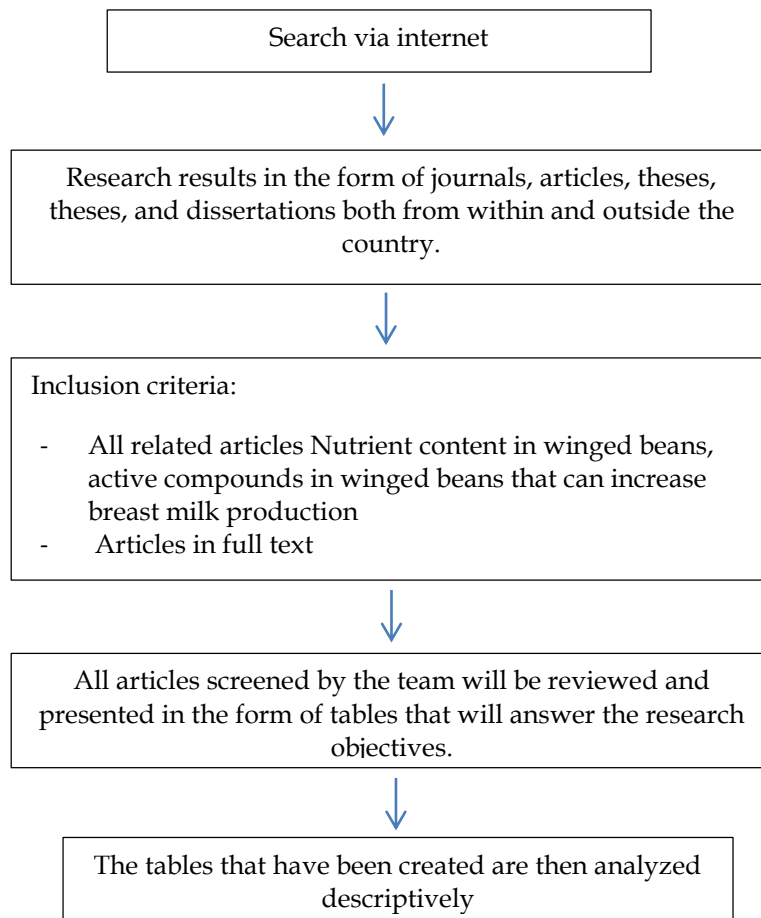 Search via internet
Research results in the form of journals, articles, theses,
theses, and dissertations both from within and outside the
country.
Inclusion criteria:
- All related articles Nutrient content in winged beans,
active compounds in winged beans that can increase
breast milk production
- Articles in full text
All articles screened by the team will be reviewed and
presented in the form of tables that will answer the research
objectives.
The tables that have been created are then analyzed
descriptively